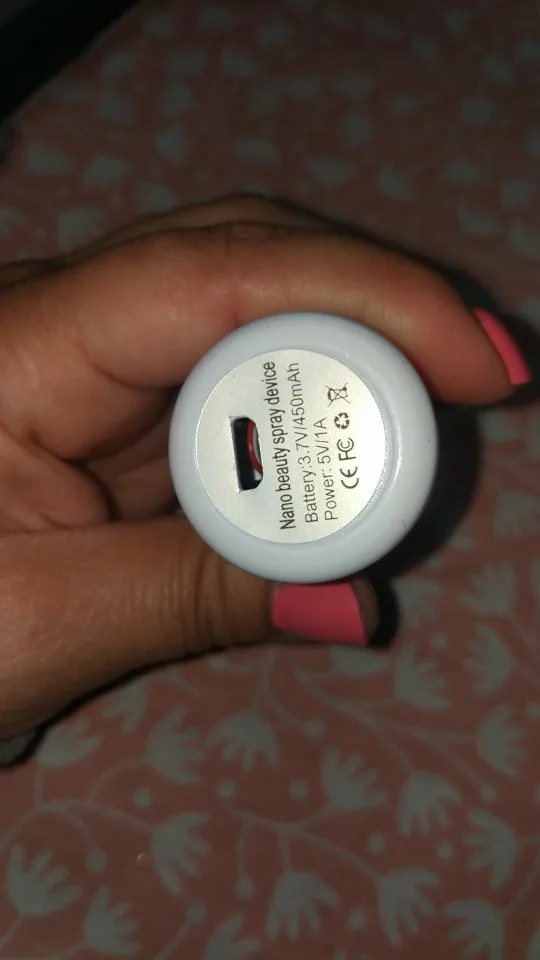 Nano beauty spray device
Battery:3.7V/450mAh
Power: 5V/1A
CE FC